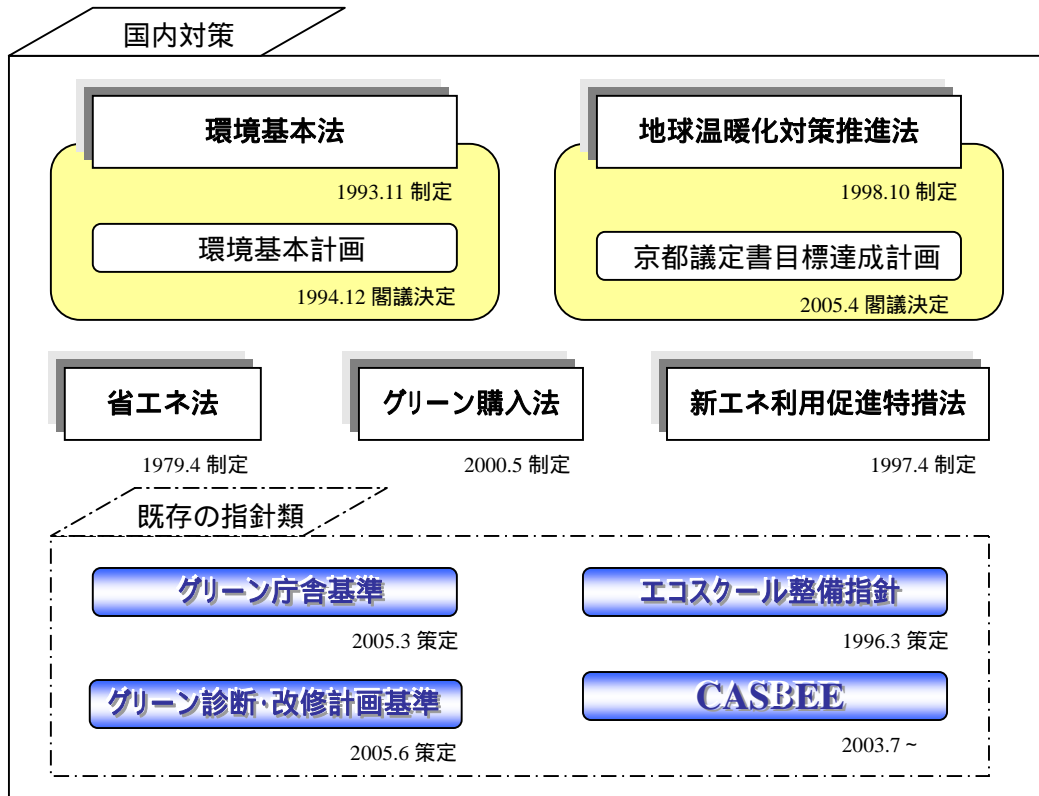 国内対策
環境基本法
地球温暖化対策推進法
1993.11 制定
1998.10 制定
環境基本計画
京都議定書目標達成計画
1994.12 閣議決定
2005.4 閣議決定
省エネ法
グリーン購入法
新エネ利用促進特措法
1979.4 制定
2000.5 制定
1997.4 制定
既存の指針類
グリーン庁舎基準
エコスクール整備指針
2005.3 策定
1996.3 策定
グリーン診断･改修計画基準
CASBEE
2005.6 策定
2003.7 ~